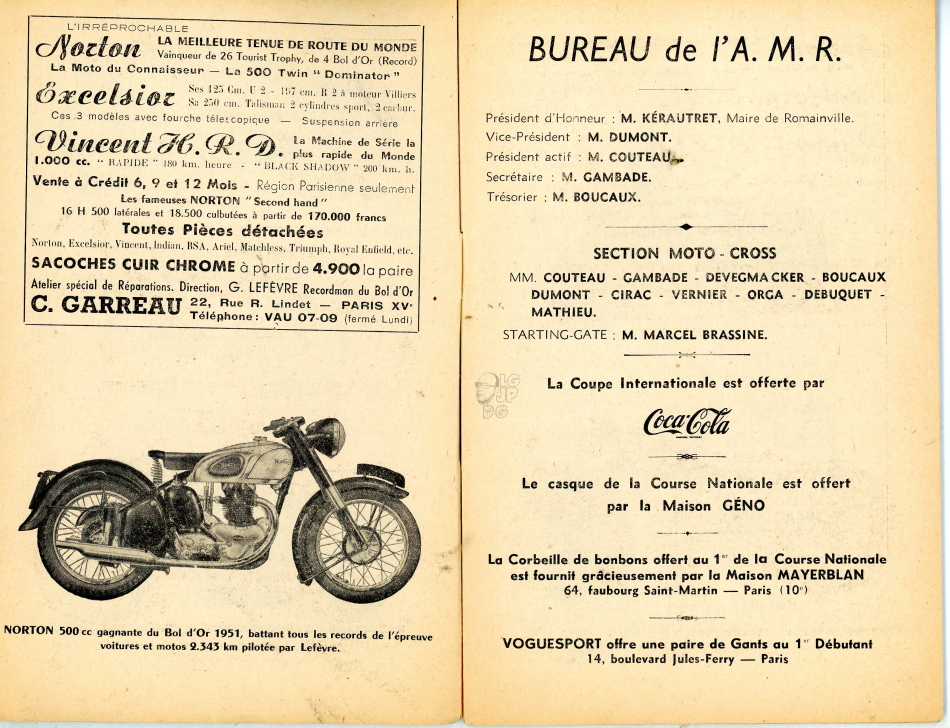 L'IRRÉPROCHABLE
Norton LA MEILLEURE TENUE DE ROUTE DU MONDE
Vainqueur de 26 Tourist Trophy, de 4 Bol d'Or (Record)
La Moto du Connaisseur — La 500 Twin “ Dominator ”
Excelsior Ses 125 Cm. U 2 - 197 cm. R 2 à moteur Villiers
Sa 250 cm. Talisman 2 cylindres sport, 2 carbur.
Ces 3 modèles avec fourche télescopique — Suspension arrière
Vincent H. R. D. La Machine de Série la
plus rapide du Monde
1.000 cc. “ RAPIDE ” 180 km. heure - “ BLACK SHADOW ” 200 km. h.
Vente à Crédit 6, 9 et 12 Mois - Région Parisienne seulement
Les fameuses NORTON "Second hand"
16 H 500 latérales et 18.500 culbutées à partir de 170.000 francs
Toutes Pièces détachées
Norton, Excelsior, Vincent, Indian, BSA, Ariel, Matchless, Triumph, Royal Enfield, etc.
SACOCHES CUIR CHROME à partir de 4.900 la paire
Atelier spécial de Réparations. Direction, G. LEFÈVRE Recordman du Bol d'Or
C. GARREAU 22, Rue R. Lindet — PARIS XVe
Téléphone : VAU 07-09 (fermé Lundi)
NORTON 500 cc gagnante du Bol d'Or 1951, battant tous les records de l'épreuve
voitures et motos 2.343 km pilotée par Lefèvre.
BUREAU de l'A. M. R.
Président d'Honneur : M. KÉRAUTRET, Maire de Romainville.
Vice-Président : M. DUMONT.
Président actif : M. COUTEAU
Secrétaire : M. GAMBADE.
Trésorier : M. BOUCAUX.
SECTION MOTO - CROSS
MM. COUTEAU - GAMBADE - DEVEGMACKER - BOUCAUX
DUMONT - CIRAC - VERNIER - ORGA - DEBUQUET -
MATHIEU.
STARTING-GATE : M. MARCEL BRASSINE.
La Coupe Internationale est offerte par
Coca-Cola
Le casque de la Course Nationale est offert
par la Maison GÉNO
La Corbeille de bonbons offert au 1er de la Course Nationale
est fournit grâcieusement par la Maison MAYERBLAN
64, faubourg Saint-Martin — Paris (10e)
VOGUESPORT offre une paire de Gants au 1er Débutant
14, boulevard Jules-Ferry — Paris
LG
JP